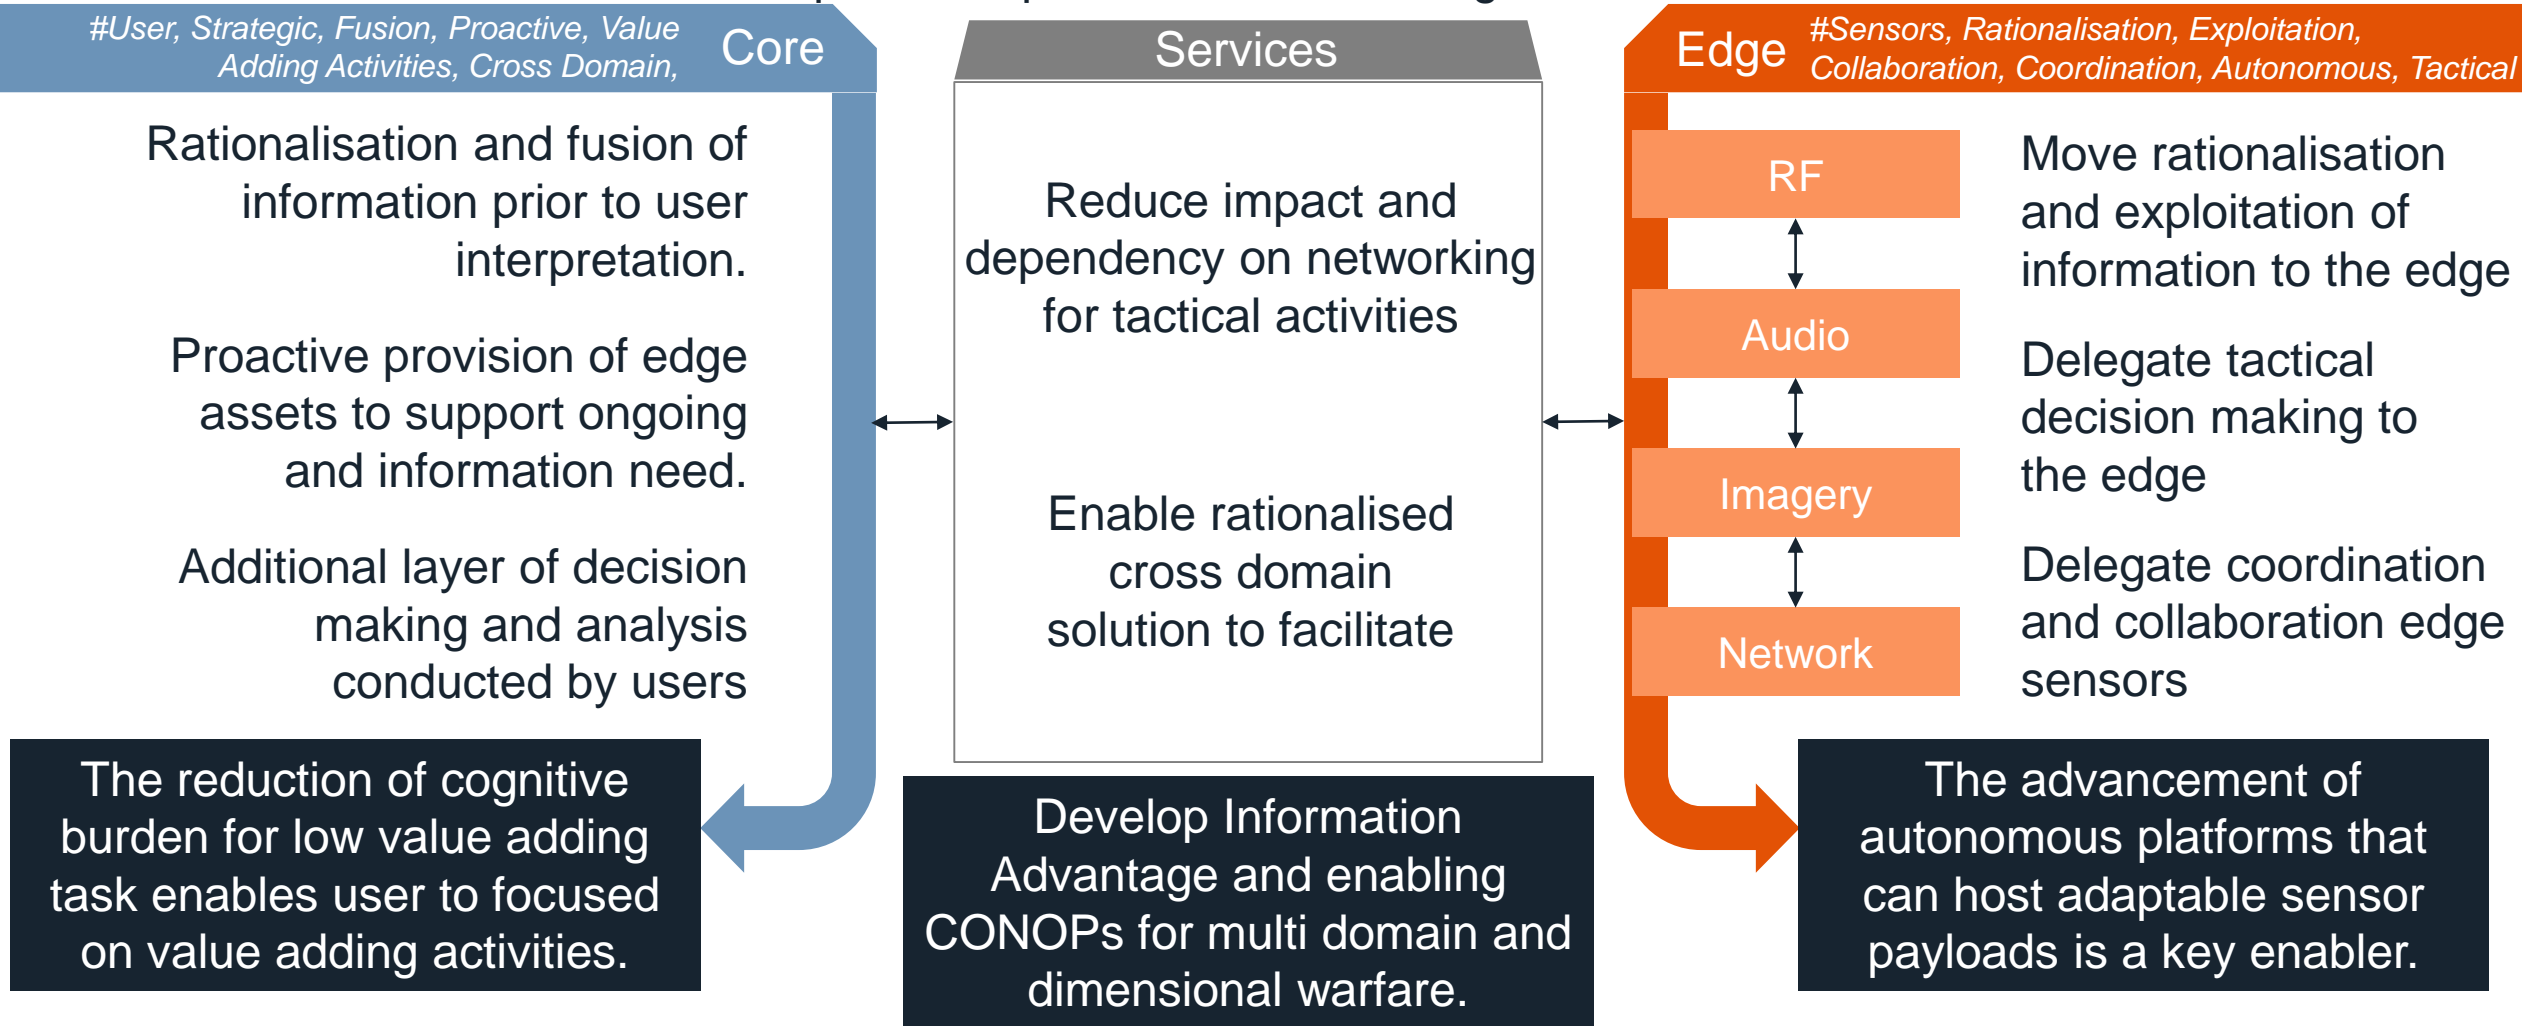 #User, Strategic, Fusion, Proactive, Value
Adding Activities, Cross Domain,
Core
Rationalisation and fusion of
information prior to user
interpretation.
Proactive provision of edge
assets to support ongoing
and information need.
Additional layer of decision
making and analysis
conducted by users
The reduction of cognitive
burden for low value adding
task enables user to focused
on value adding activities.
Services
Reduce impact and
dependency on networking
for tactical activities
Enable rationalised
cross domain
solution to facilitate
Develop Information
Advantage and enabling
CONOPs for multi domain and
dimensional warfare.
Edge
#Sensors, Rationalisation, Exploitation,
Collaboration, Coordination, Autonomous, Tactical
RF
Audio
Imagery
Network
Move rationalisation
and exploitation of
information to the edge
Delegate tactical
decision making to
the edge
Delegate coordination
and collaboration edge
sensors
The advancement of
autonomous platforms that
can host adaptable sensor
payloads is a key enabler.